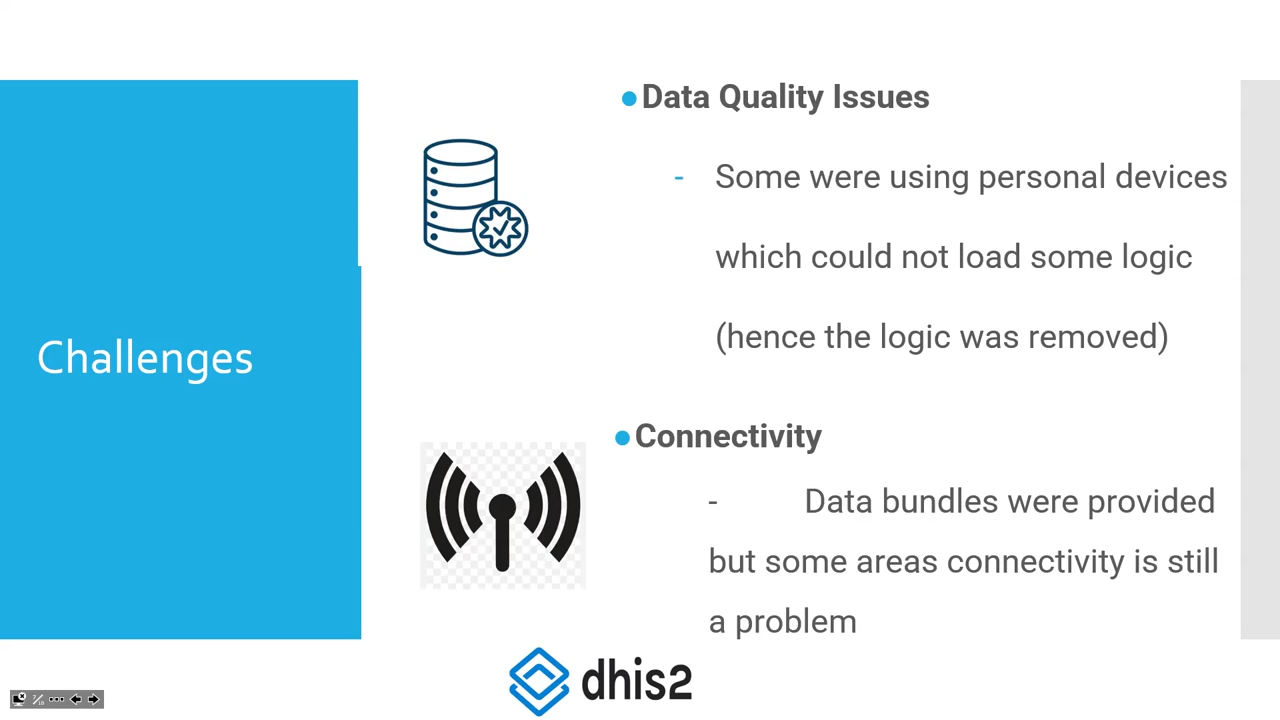 Challenges
●Data Quality Issues
- Some were using personal devices
which could not load some logic
(hence the logic was removed)
●Connectivity
- Data bundles were provided
but some areas connectivity is still
a problem
dhis2